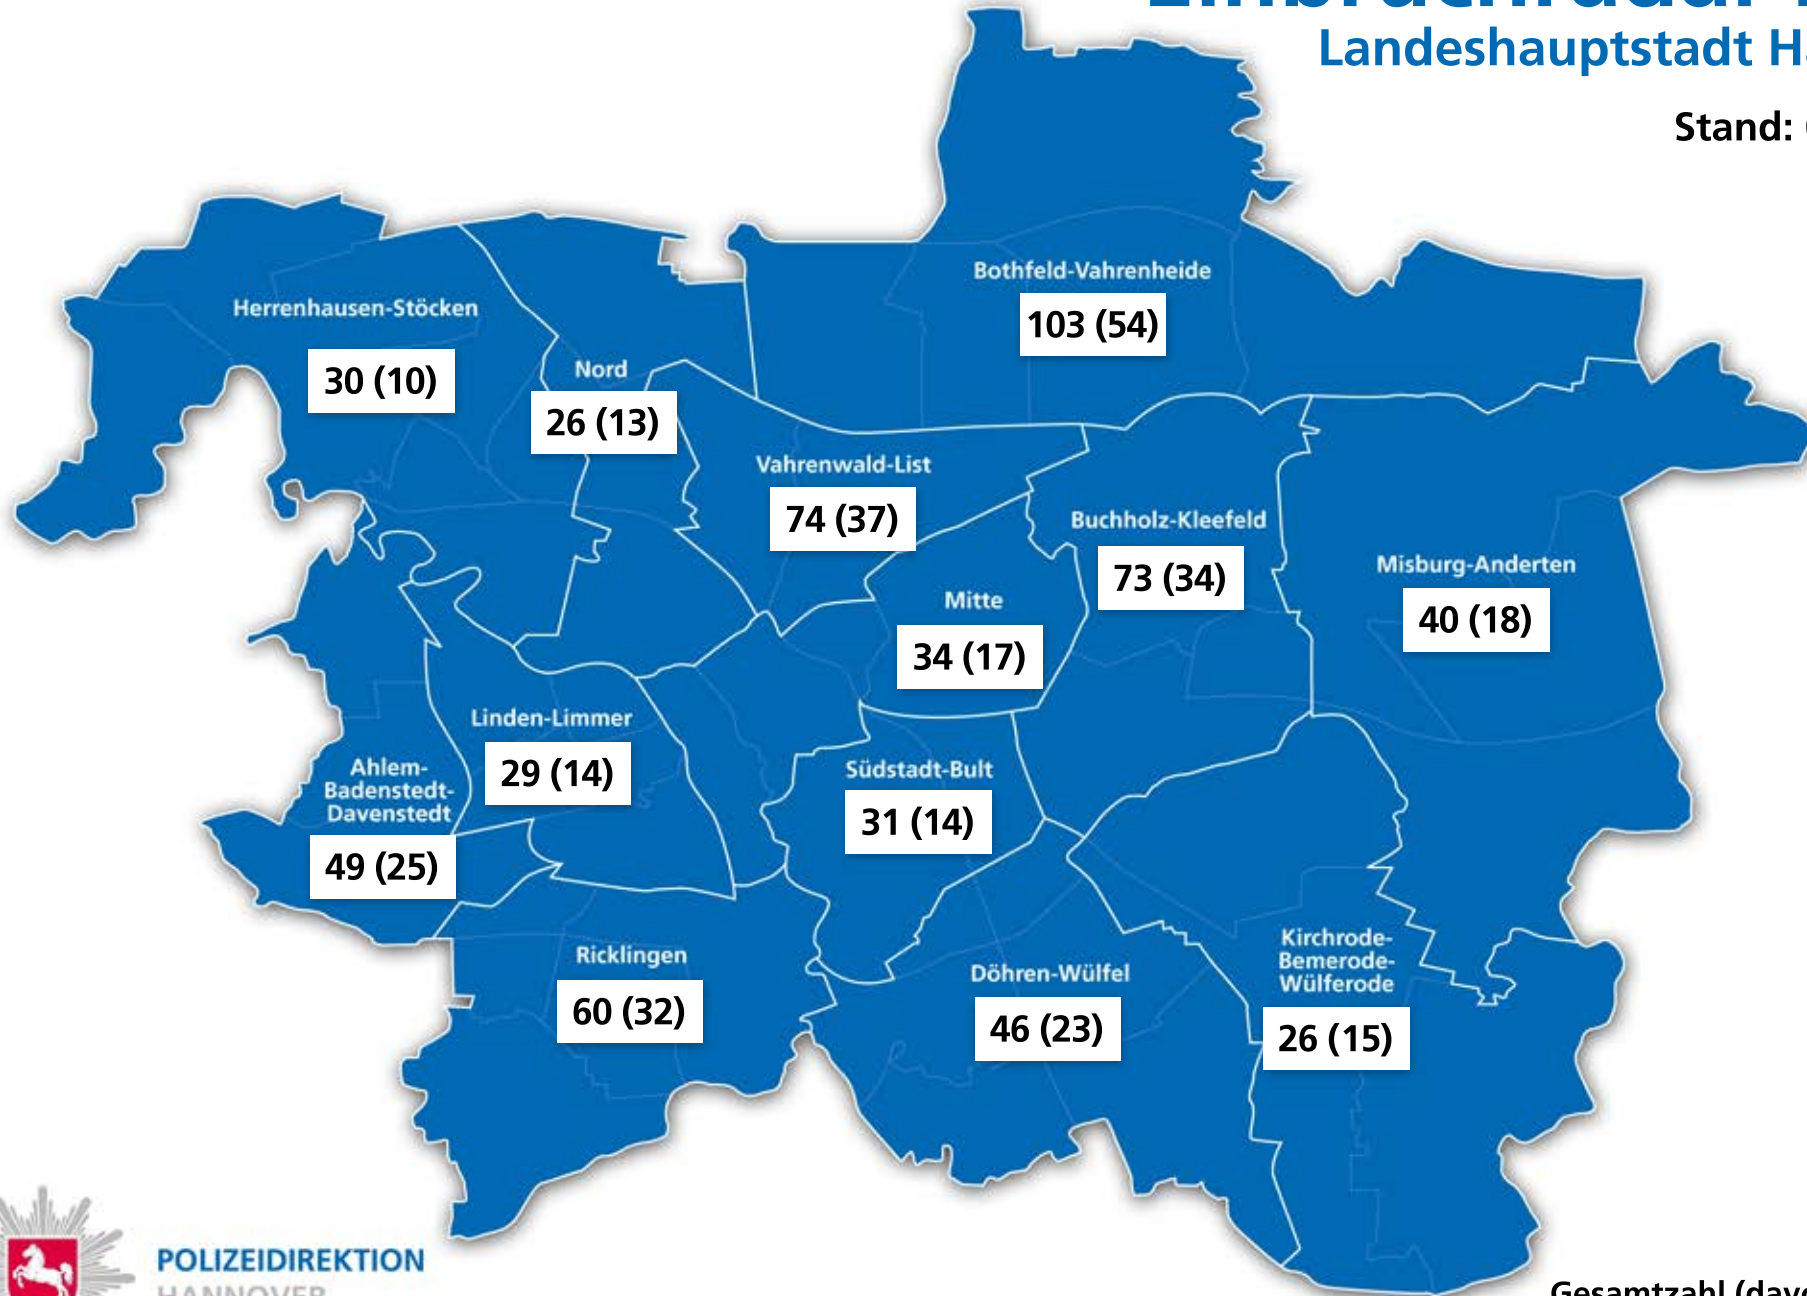 Landeshauptstadt
Stand:
Bothfeld-Vahrenheide
103 (54)
Herrenhausen-Stöcken
30 (10)
Nord
26 (13)
Vahrenwald-List
74 (37)
Buchholz-Kleefeld
73 (34)
Misburg-Anderten
40 (18)
Mitte
34 (17)
Linden-Limmer
29 (14)
Ahlem-
Badenstedt-
Davenstedt
49 (25)
Südstadt-Bult
31 (14)
Ricklingen
60 (32)
Döhren-Wülfel
46 (23)
Kirchrode-
Bemerode-
Wülferode
26 (15)
POLIZEIDIREKTION
HANNOVER
Gesamtzahl